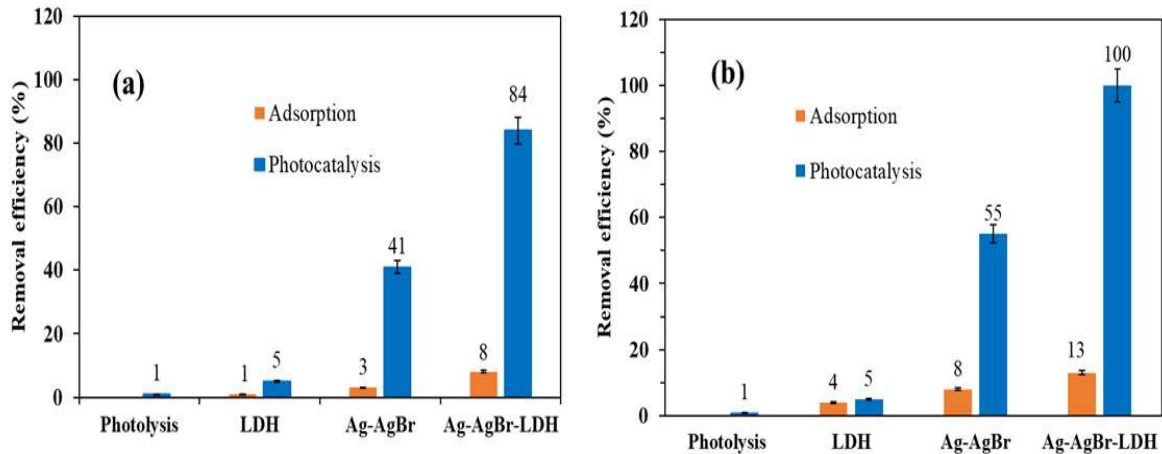 (a)
Removal efficiency (%)
120
100
80
60
40
20
0
Adsorption
Photocatalysis
1
1
5
3
41
8
84
Photolysis
LDH
Ag-AgBr
Ag-AgBr-LDH
(b)
Removal efficiency (%)
120
100
80
60
40
20
0
Adsorption
Photocatalysis
1
4
5
8
55
13
100
Photolysis
LDH
Ag-AgBr
Ag-AgBr-LDH